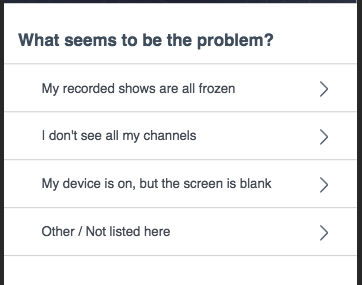 What seems to be the problem?
My recorded shows are all frozen
I don't see all my channels
My device is on, but the screen is blank
Other / Not listed here